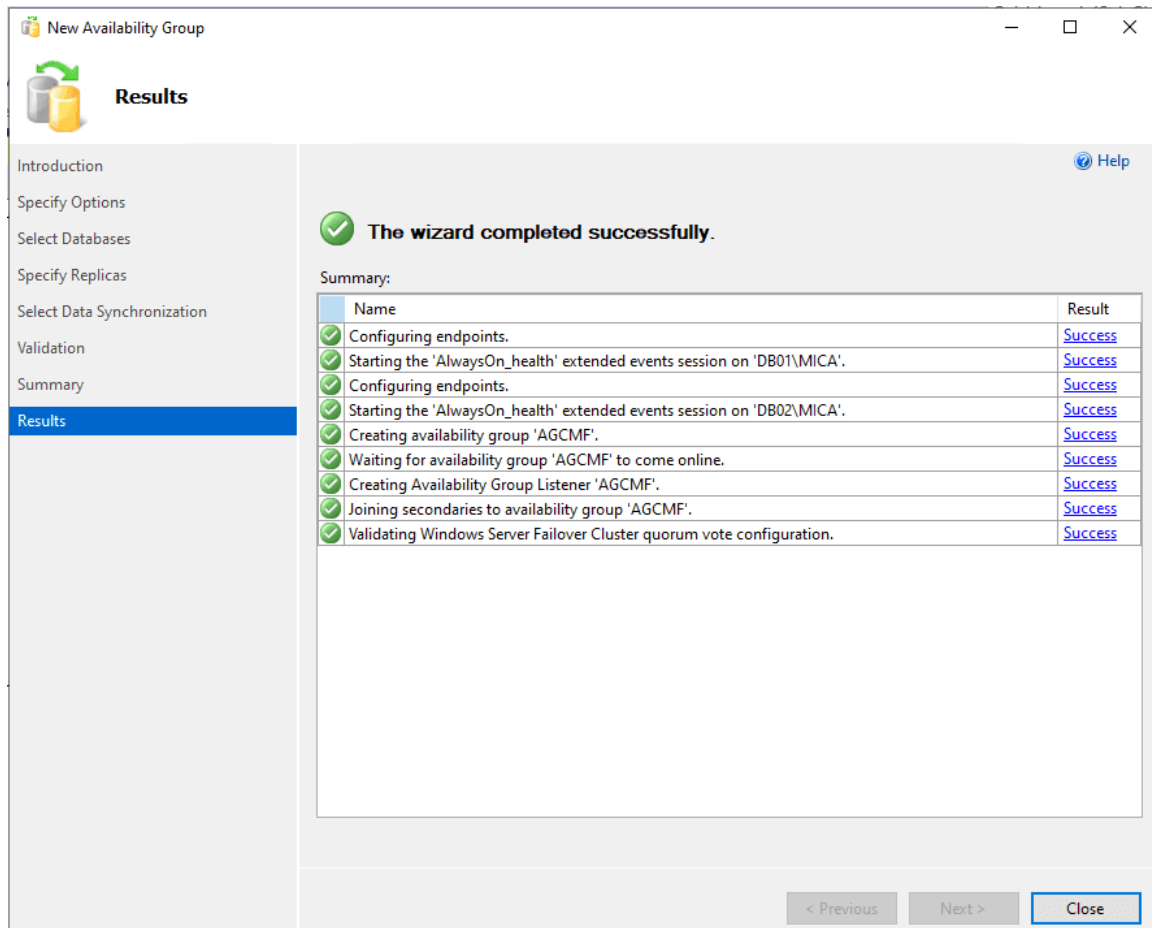 New Availability Group
Results
Help
Introduction
Specify Options
Select Databases
Specify Replicas
Select Data Synchronization
Validation
Summary
Results
The wizard completed successfully.
Summary:
Name Result
Configuring endpoints. Success
Starting the 'AlwaysOn_health' extended events session on 'DB01\MICA'. Success
Configuring endpoints. Success
Starting the 'AlwaysOn_health' extended events session on 'DB02\MICA'. Success
Creating availability group 'AGCMF'. Success
Waiting for availability group 'AGCMF' to come online. Success
Creating Availability Group Listener 'AGCMF'. Success
Joining secondaries to availability group 'AGCMF'. Success
Validating Windows Server Failover Cluster quorum vote configuration. Success
< Previous Next > Close